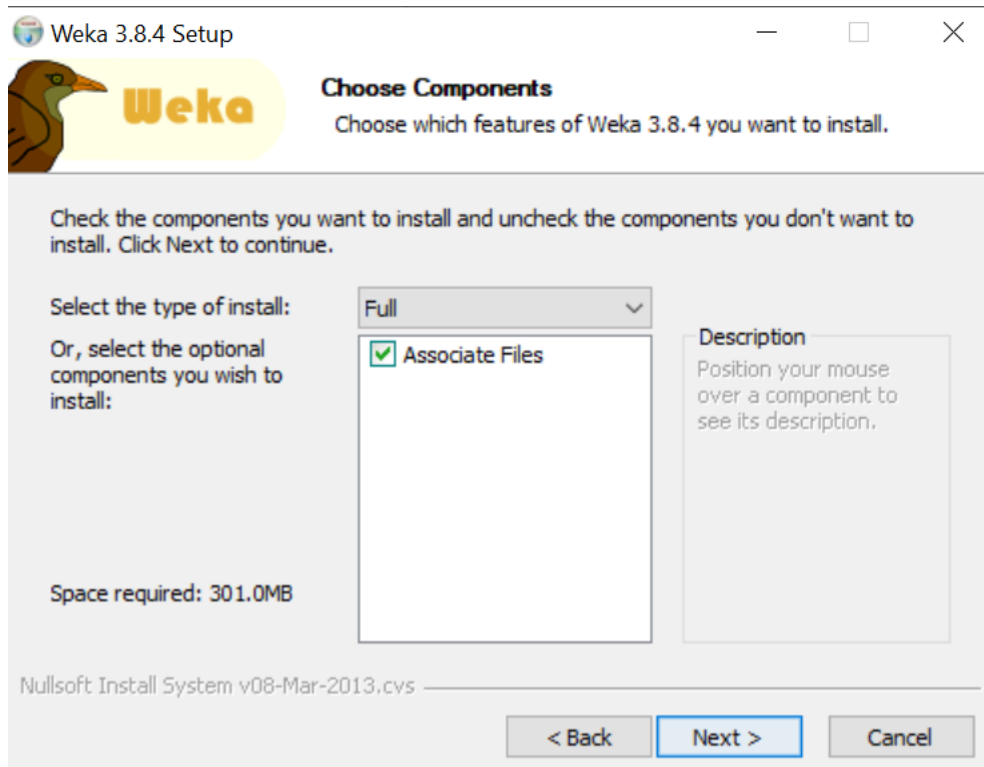 Weka 3.8.4 Setup
Weka
Choose Components
Choose which features of Weka 3.8.4 you want to install.
Check the components you want to install and uncheck the components you don't want to
install. Click Next to continue.
Select the type of install:
Full
Or, select the optional
components you wish to
install:
Associate Files
Description
Position your mouse
over a component to
see its description.
Space required: 301.0MB
Nullsoft Install System v08-Mar-2013.cvs
< Back
Next >
Cancel